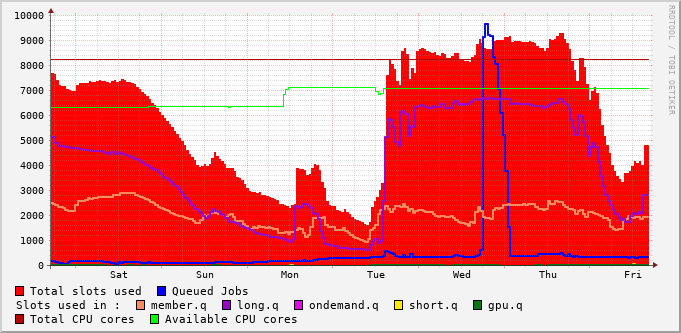 10000
9000
8000
7000
6000
5000
4000
3000
2000
1000
0
Sat Sun Mon Tue Wed Thu Fri
RRDTOOL / TOBI OETIKER
Total slots used Queued Jobs
Slots used in : member.q long.q ondemand.q short.q gpu.q
Total CPU cores Available CPU cores